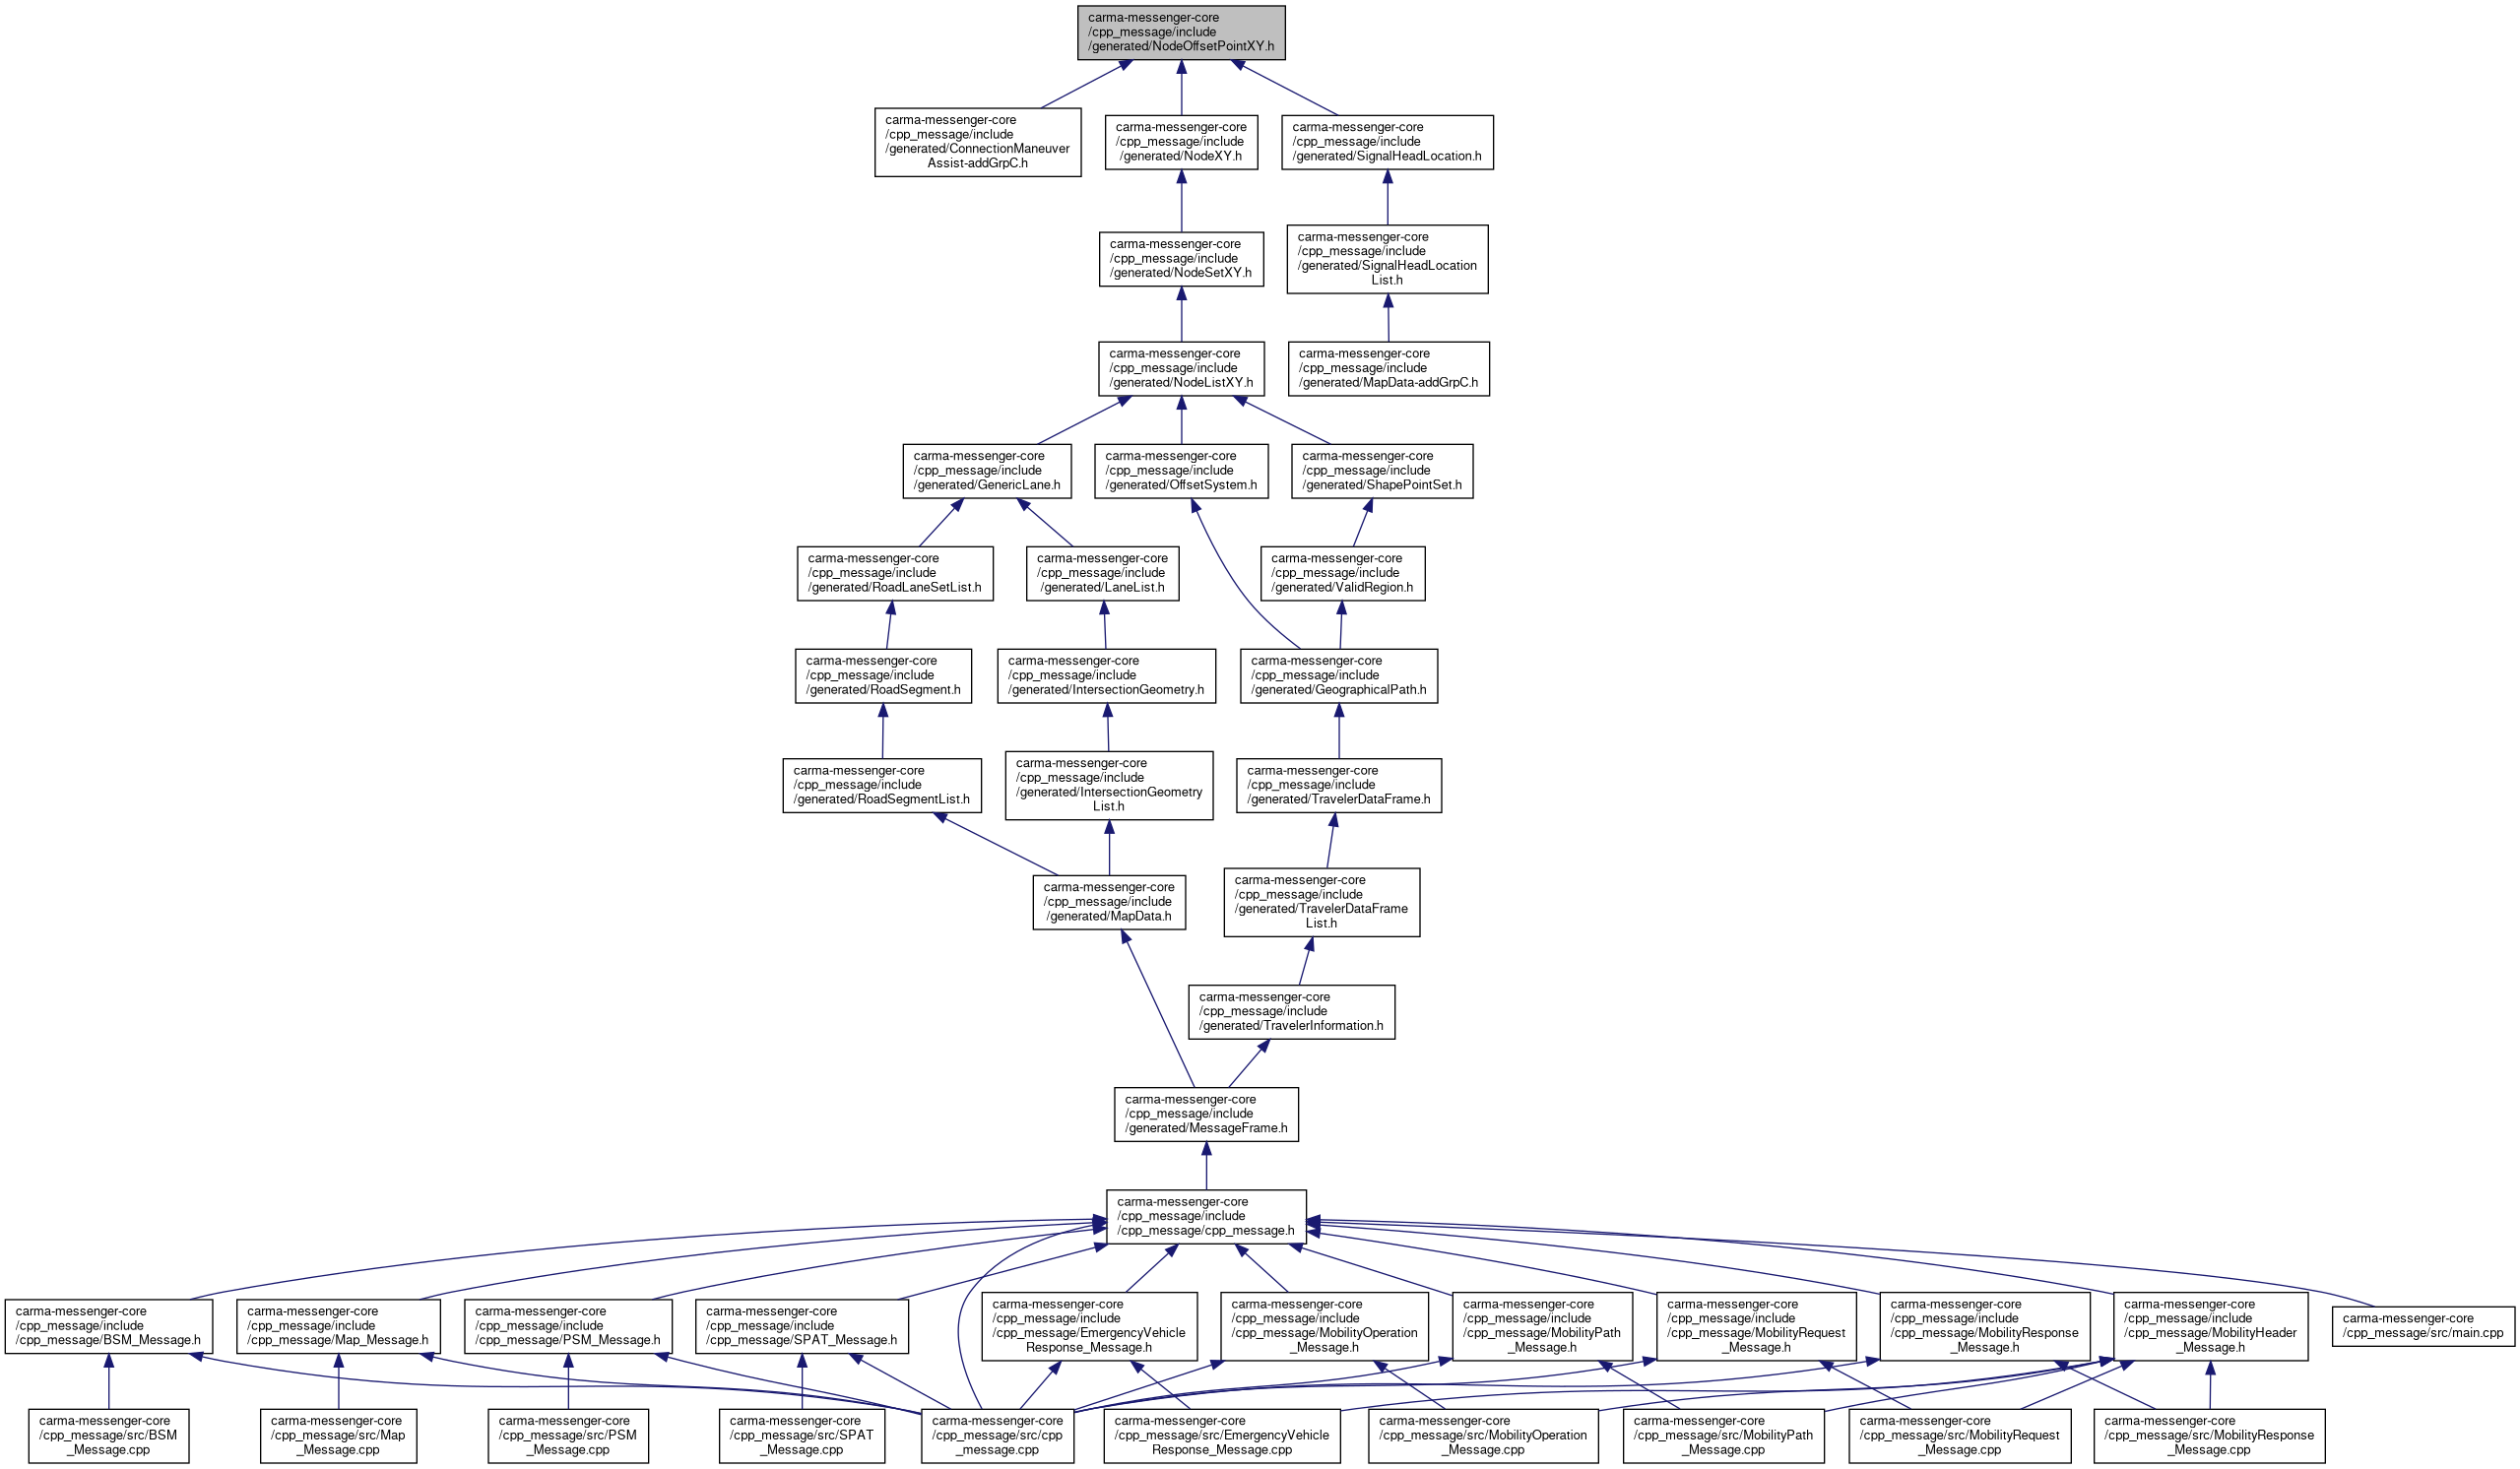 carma-messenger-core
/cpp_message/include
/generated/NodeOffsetPointXY.h
carma-messenger-core
/cpp_message/include
/generated/ConnectionManeuver
Assist-addGrpC.h
carma-messenger-core
/cpp_message/include
/generated/NodeXY.h
carma-messenger-core
/cpp_message/include
/generated/SignalHeadLocation.h
carma-messenger-core
/cpp_message/include
/generated/NodeSetXY.h
carma-messenger-core
/cpp_message/include
/generated/SignalHeadLocation
List.h
carma-messenger-core
/cpp_message/include
/generated/NodeListXY.h
carma-messenger-core
/cpp_message/include
/generated/MapData-addGrpC.h
carma-messenger-core
/cpp_message/include
/generated/GenericLane.h
carma-messenger-core
/cpp_message/include
/generated/OffsetSystem.h
carma-messenger-core
/cpp_message/include
/generated/ShapePointSet.h
carma-messenger-core
/cpp_message/include
/generated/RoadLaneSetList.h
carma-messenger-core
/cpp_message/include
/generated/LaneList.h
carma-messenger-core
/cpp_message/include
/generated/ValidRegion.h
carma-messenger-core
/cpp_message/include
/generated/RoadSegment.h
carma-messenger-core
/cpp_message/include
/generated/IntersectionGeometry.h
carma-messenger-core
/cpp_message/include
/generated/GeographicalPath.h
carma-messenger-core
/cpp_message/include
/generated/RoadSegmentList.h
carma-messenger-core
/cpp_message/include
/generated/IntersectionGeometry
List.h
carma-messenger-core
/cpp_message/include
/generated/TravelerDataFrame.h
carma-messenger-core
/cpp_message/include
/generated/MapData.h
carma-messenger-core
/cpp_message/include
/generated/TravelerDataFrame
List.h
carma-messenger-core
/cpp_message/include
/generated/TravelerInformation.h
carma-messenger-core
/cpp_message/include
/generated/MessageFrame.h
carma-messenger-core
/cpp_message/include
/cpp_message/cpp_message.h
carma-messenger-core
/cpp_message/include
/cpp_message/BSM_Message.h
carma-messenger-core
/cpp_message/include
/cpp_message/Map_Message.h
carma-messenger-core
/cpp_message/include
/cpp_message/PSM_Message.h
carma-messenger-core
/cpp_message/include
/cpp_message/SPAT_Message.h
carma-messenger-core
/cpp_message/include
/cpp_message/EmergencyVehicle
Response_Message.h
carma-messenger-core
/cpp_message/include
/cpp_message/MobilityOperation
_Message.h
carma-messenger-core
/cpp_message/include
/cpp_message/MobilityPath
_Message.h
carma-messenger-core
/cpp_message/include
/cpp_message/MobilityRequest
_Message.h
carma-messenger-core
/cpp_message/include
/cpp_message/MobilityResponse
_Message.h
carma-messenger-core
/cpp_message/include
/cpp_message/MobilityHeader
_Message.h
carma-messenger-core
/cpp_message/src/main.cpp
carma-messenger-core
/cpp_message/src/BSM
_Message.cpp
carma-messenger-core
/cpp_message/src/Map
_Message.cpp
carma-messenger-core
/cpp_message/src/PSM
_Message.cpp
carma-messenger-core
/cpp_message/src/SPAT
_Message.cpp
carma-messenger-core
/cpp_message/src/cpp
_message.cpp
carma-messenger-core
/cpp_message/src/EmergencyVehicle
Response_Message.cpp
carma-messenger-core
/cpp_message/src/MobilityOperation
_Message.cpp
carma-messenger-core
/cpp_message/src/MobilityPath
_Message.cpp
carma-messenger-core
/cpp_message/src/MobilityRequest
_Message.cpp
carma-messenger-core
/cpp_message/src/MobilityResponse
_Message.cpp